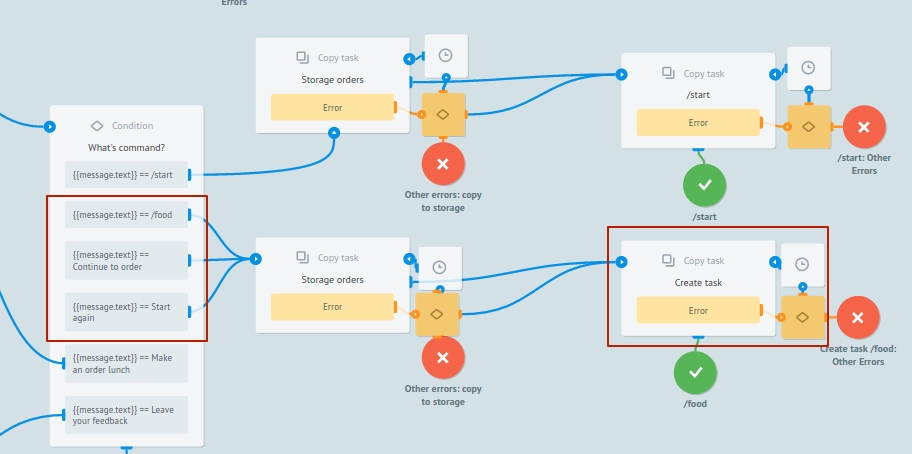 Errors
Condition
What's command?
{{message.text}} == /start
{{message.text}} == /food
{{message.text}} ==
Continue to order
{{message.text}} == Start
again
{{message.text}} == Make
an order lunch
{{message.text}} == Leave
your feedback
Copy task
Storage orders
Error
Other errors: copy
to storage
Copy task
/start
Error
/start: Other
Errors
/start
Copy task
Storage orders
Error
Other errors: copy
to storage
Copy task
Create task
Error
Create task /food:
Other Errors
/food